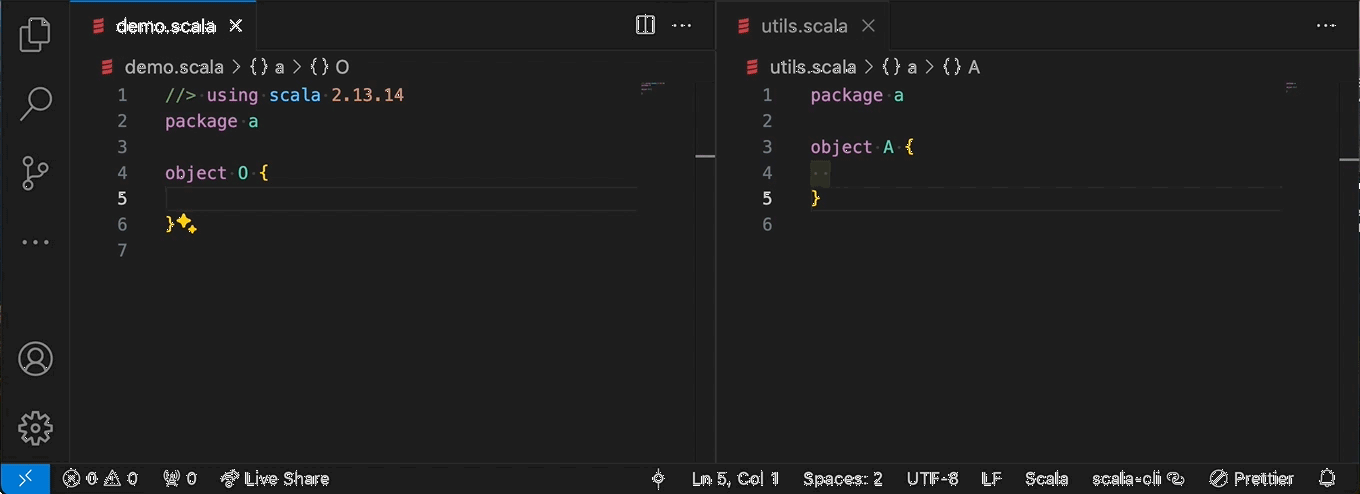 demo.scala
utils.scala
demo.scala > {} a > {} O
1 //> using scala 2.13.14
2 package a
3
4 object O {
5
6 }
7
utils.scala > {} a > {} A
1 package a
2
3 object A {
4
5 }
6
0 0 0 Live Share Ln 5, Col 1 Spaces: 2 UTF-8 LF Scala scala-cli Prettier